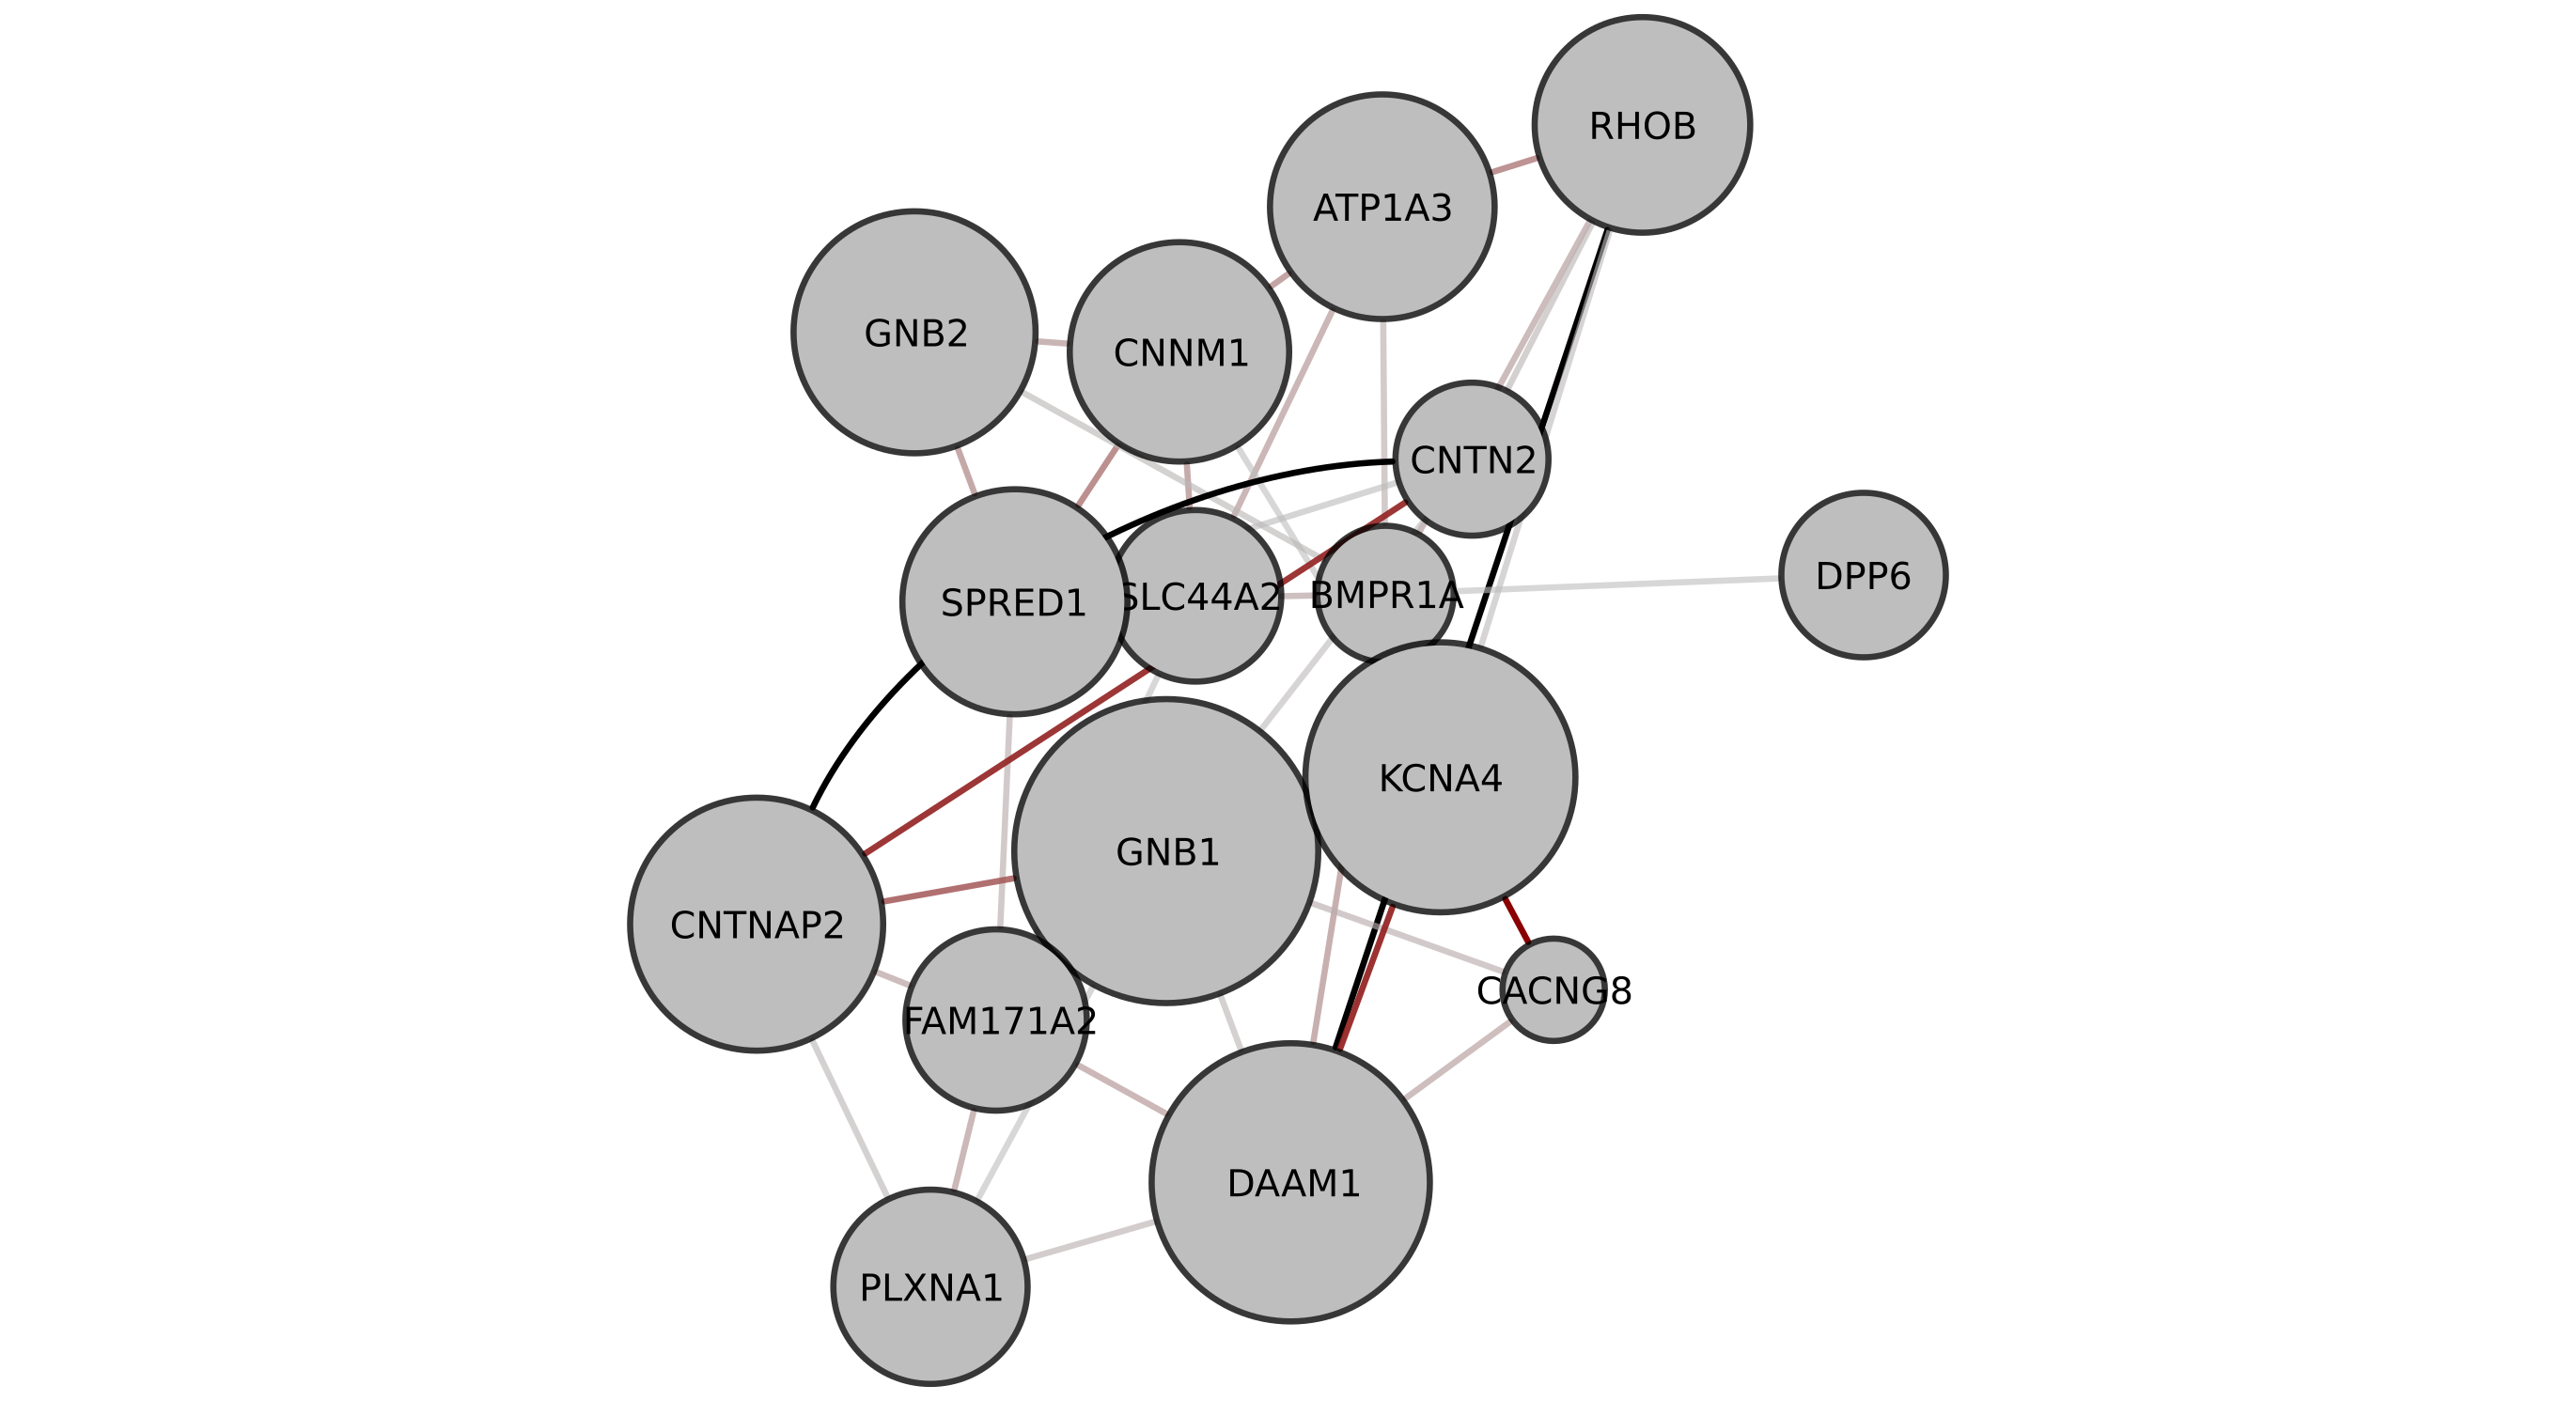 RHOB
ATP1A3
GNB2
CNNM1
CNTN2
DPP6
SPRED1
SLC44A2
BMPR1A
KCNA4
GNB1
CNTNAP2
CACNG8
FAM171A2
DAAM1
PLXNA1